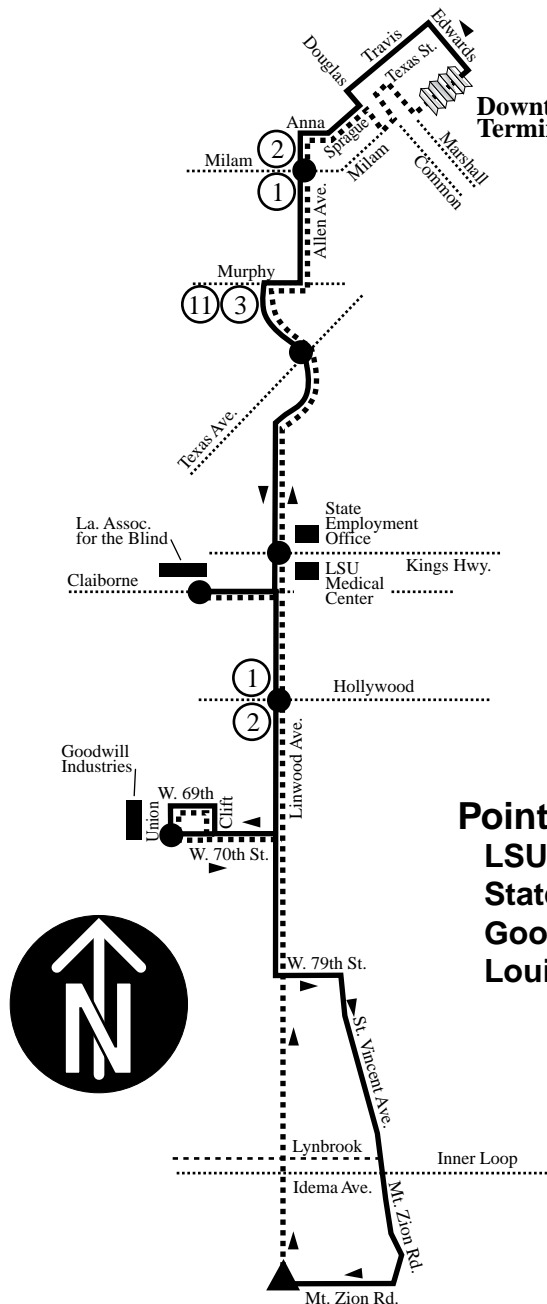 Edwards
Travis
Texas St.
Douglas
Downt
Termin
Anna
Sprague
Milam
Marshall
Common
Milam
2
1
Allen Ave.
Murphy
11
3
Texas Ave.
State
Employment
Office
La. Assoc.
for the Blind
Kings Hwy.
LSU
Medical
Center
Claiborne
1
Hollywood
2
Linwood Ave.
Goodwill
Industries
W. 69th
Union
Clift
W. 70th St.
Point
LSU
State
Goo
Loui
N
W. 79th St.
St. Vincent Ave.
Lynbrook
Inner Loop
Idema Ave.
Mt. Zion Rd.
Mt. Zion Rd.